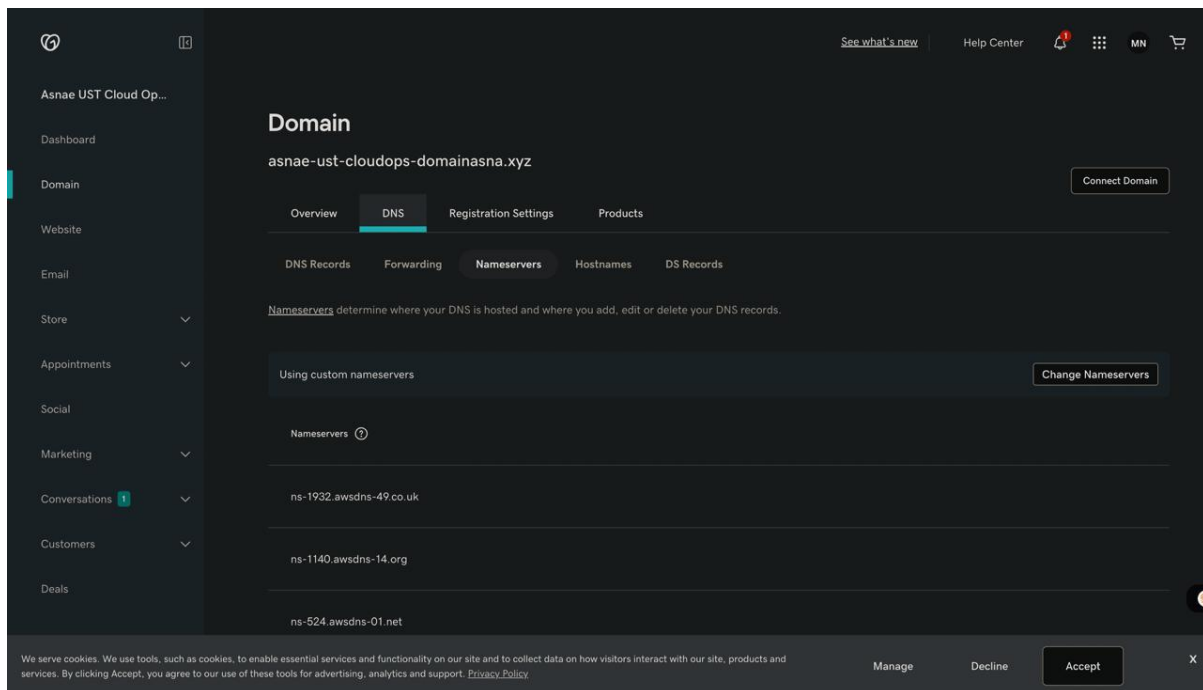 See what's new
Help Center
1
MN
Asnae UST Cloud Op...
Dashboard
Domain
Website
Email
Store
Appointments
Social
Marketing
Conversations 1
Customers
Deals
Domain
asnae-ust-cloudops-domainasna.xyz
Connect Domain
Overview DNS Registration Settings Products
DNS Records Forwarding Nameservers Hostnames DS Records
Nameservers determine where your DNS is hosted and where you add, edit or delete your DNS records.
Using custom nameservers
Change Nameservers
Nameservers ?
ns-1932.awsdns-49.co.uk
ns-1140.awsdns-14.org
ns-524.awsdns-01.net
We serve cookies. We use tools, such as cookies, to enable essential services and functionality on our site and to collect data on how visitors interact with our site, products and
services. By clicking Accept, you agree to our use of these tools for advertising, analytics and support. Privacy Policy
Manage
Decline
Accept
X